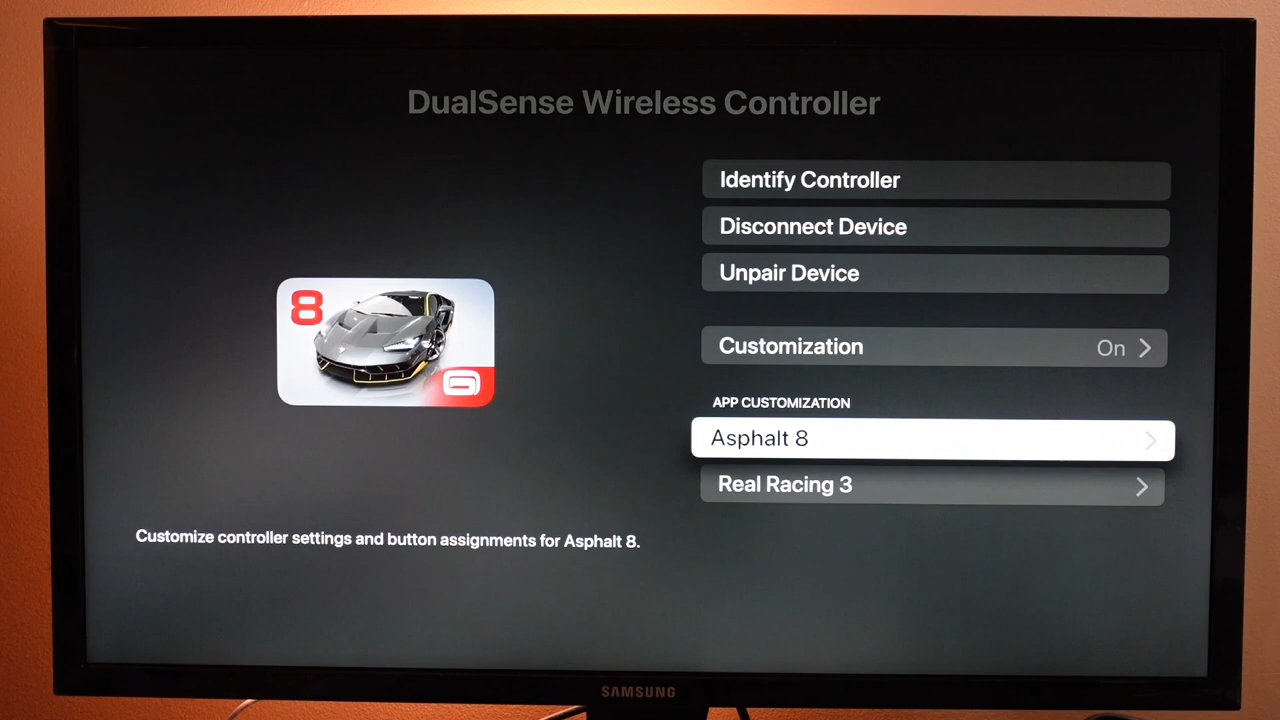 DualSense Wireless Controller
Identify Controller
Disconnect Device
Unpair Device
Customization On
APP CUSTOMIZATION
Asphalt 8
Real Racing 3
8
Customize controller settings and button assignments for Asphalt 8.
SAMSUNG